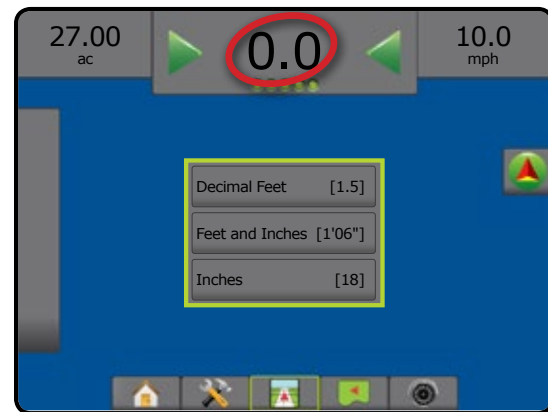 27.00
ac
0.0
10.0
mph
Decimal Feet [1.5]
Feet and Inches [1'06"]
Inches [18]